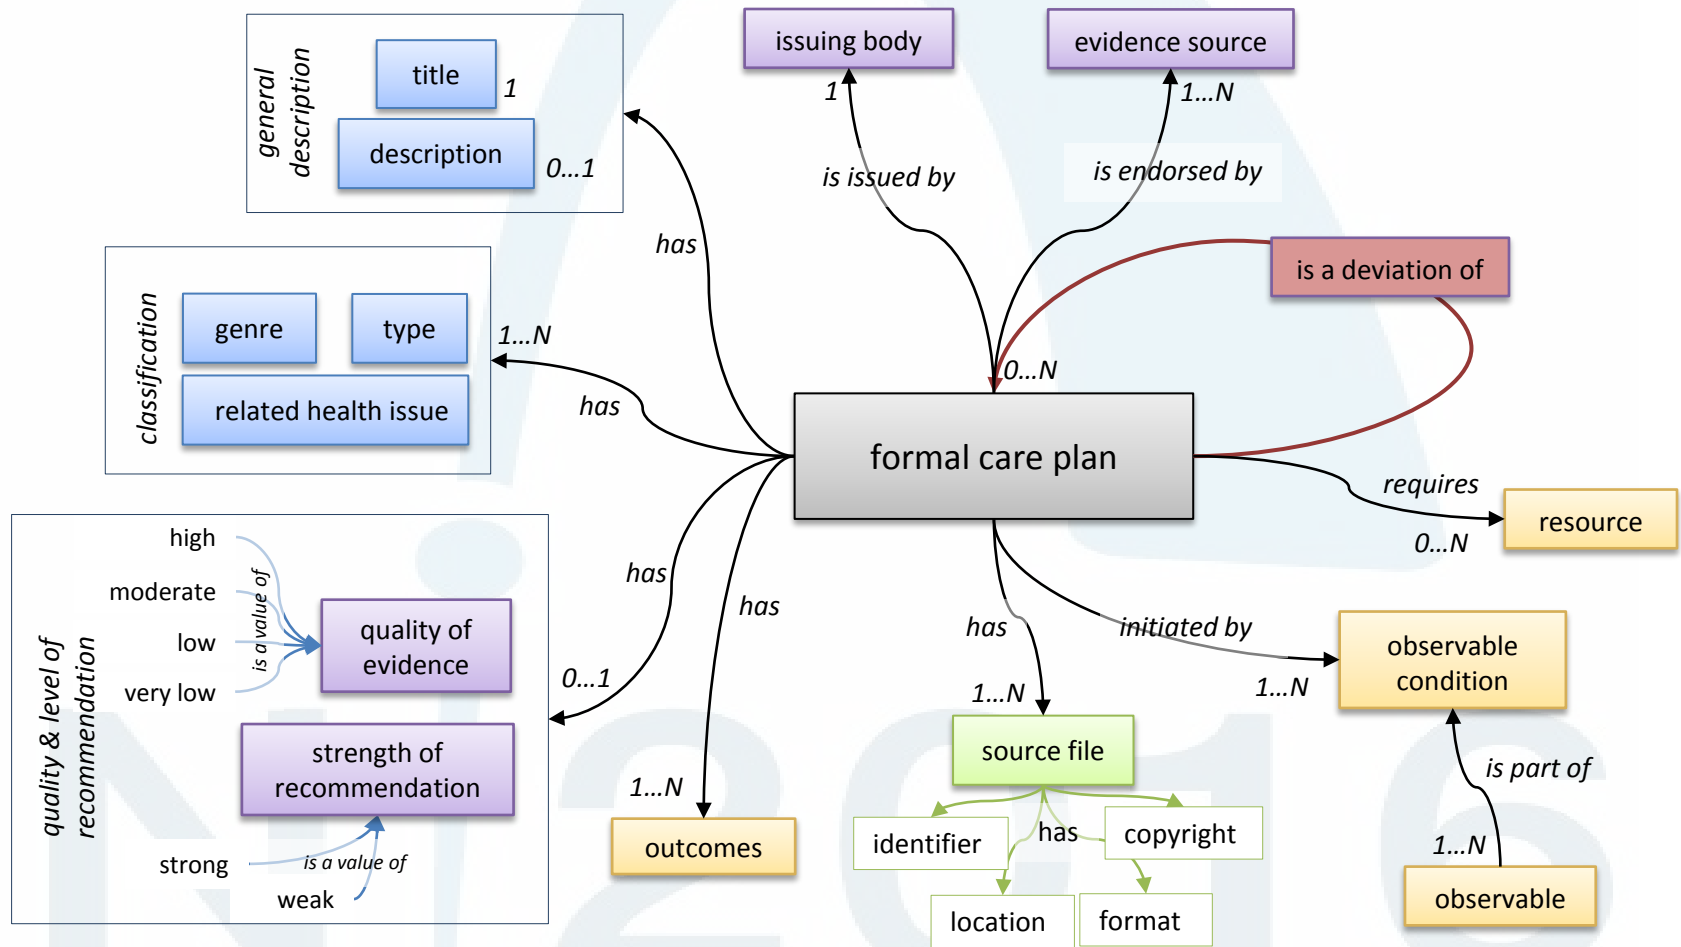 general
description
title
1
description
0...1
issuing body
1
is issued by
evidence source
1...N
is endorsed by
is a deviation of
0...N
has
classification
genre
type
related health issue
1...N
has
formal care plan
requires
0...N
resource
quality & level of
recommendation
high
moderate
low
very low
is a value of
quality of
evidence
strength of
recommendation
strong
weak
is a value of
has
0...1
has
1...N
outcomes
has
1...N
source file
has
identifier
copyright
location
format
initiated by
1...N
observable
condition
is part of
1...N
observable
Ni 2016